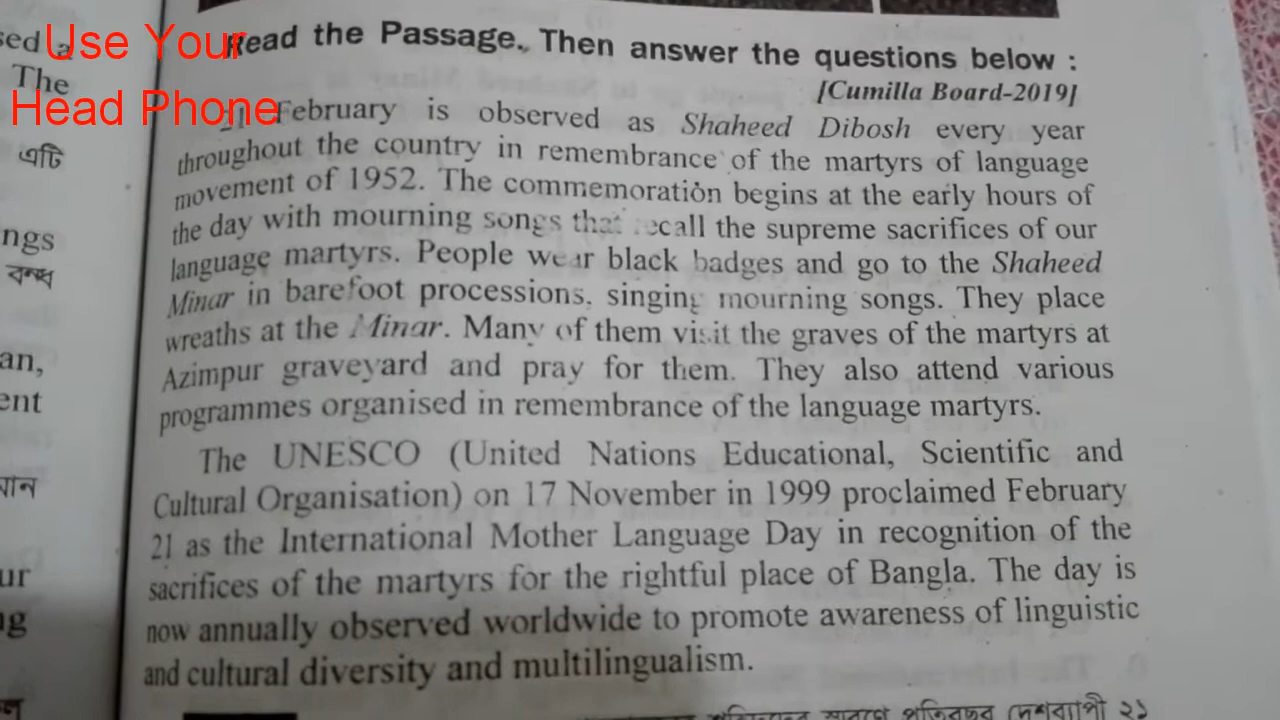 Use Your
Head Phone
sed a
The
এটি
ngs
বন্ধ
an,
ent
ur
ng
Read the Passage. Then answer the questions below :
[Cumilla Board-2019]
21 February is observed as Shaheed Dibosh every year
throughout the country in remembrance of the martyrs of language
movement of 1952. The commemoration begins at the early hours of
the day with mourning songs that recall the supreme sacrifices of our
language martyrs. People wear black badges and go to the Shaheed
Minar in barefoot processions, singing mourning songs. They place
wreaths at the Minar. Many of them visit the graves of the martyrs at
Azimpur graveyard and pray for them. They also attend various
programmes organised in remembrance of the language martyrs.
The UNESCO (United Nations Educational, Scientific and
Cultural Organisation) on 17 November in 1999 proclaimed February
21 as the International Mother Language Day in recognition of the
sacrifices of the martyrs for the rightful place of Bangla. The day is
now annually observed worldwide to promote awareness of linguistic
and cultural diversity and multilingualism.
স্মরণে প্রতিবছর দেশব্যাপী ২১